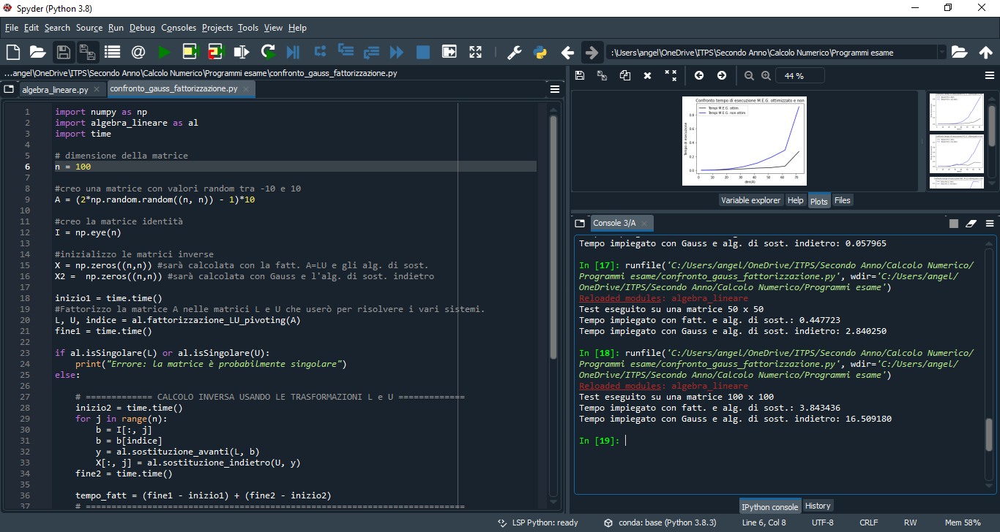 Spyder (Python 3.8)
File Edit Search Source Run Debug Consoles Projects Tools View Help
:\Users\angel\OneDrive\ITPS\Secondo Anno\Calcolo Numerico\Programmi esame
...angel\OneDrive\ITPS\Secondo Anno\Calcolo Numerico\Programmi esame\confronto_gauss_fattorizzazione.py
algebra_lineare.py confronto_gauss_fattorizzazione.py
1 import numpy as np
2 import algebra_lineare as al
3 import time
4
5 # dimensione della matrice
6 n = 100
7
8 #creo una matrice con valori random tra -10 e 10
9 A = (2*np.random.random((n, n)) - 1)*10
10
11 #creo la matrice identità
12 I = np.eye(n)
13
14 #inizializzo le matrici inverse
15 X = np.zeros((n,n)) #sarà calcolata con la fatt. A=LU e gli alg. di sost.
16 X2 =  np.zeros((n,n)) #sarà calcolata con Gauss e l'alg. di sost. indietro
17
18 inizio1 = time.time()
19 #Fattorizzo la matrice A nelle matrici L e U che userò per risolvere i vari sistemi.
20 L, U, indice = al.fattorizzazione_LU_pivoting(A)
21 fine1 = time.time()
22
23 if al.isSingolare(L) or al.isSingolare(U):
24 print("Errore: la matrice è probabilmente singolare")
25 else:
26
27 # ============= CALCOLO INVERSA USANDO LE TRASFORMAZIONI L e U =============
28 inizio2 = time.time()
29 for j in range(n):
30 b = I[:, j]
31 b = b[indice]
32 y = al.sostituzione_avanti(L, b)
33 X[:, j] = al.sostituzione_indietro(U, y)
34 fine2 = time.time()
35
36 tempo_fatt = (fine1 - inizio1) + (fine2 - inizio2)
37 # ==========================================================================
44 %
Confronto tempo di esecuzione M.E.G. ottimizzato e non
Tempi M.E.G. ottim.
Tempi M.E.G. non ottim.
Tempo di esecuzione
0.8
0.6
0.4
0.2
0.0
0 10 20 30 40 50 60 70
dim(A)
Variable explorer Help Plots Files
Console 3/A
Tempo impiegato con Gauss e alg. di sost. indietro: 0.057965
In [17]: runfile('C:/Users/angel/OneDrive/ITPS/Secondo Anno/Calcolo Numerico/
Programmi esame/confronto_gauss_fattorizzazione.py', wdir='C:/Users/angel/
OneDrive/ITPS/Secondo Anno/Calcolo Numerico/Programmi esame')
Reloaded modules: algebra_lineare
Test eseguito su una matrice 50 x 50
Tempo impiegato con fatt. e alg. di sost.: 0.447723
Tempo impiegato con Gauss e alg. di sost. indietro: 2.840250
In [18]: runfile('C:/Users/angel/OneDrive/ITPS/Secondo Anno/Calcolo Numerico/
Programmi esame/confronto_gauss_fattorizzazione.py', wdir='C:/Users/angel/
OneDrive/ITPS/Secondo Anno/Calcolo Numerico/Programmi esame')
Reloaded modules: algebra_lineare
Test eseguito su una matrice 100 x 100
Tempo impiegato con fatt. e alg. di sost.: 3.843436
Tempo impiegato con Gauss e alg. di sost. indietro: 16.509180
In [19]:
IPython console History
LSP Python: ready conda: base (Python 3.8.3) Line 6, Col 8 UTF-8 CRLF RW Mem 58%